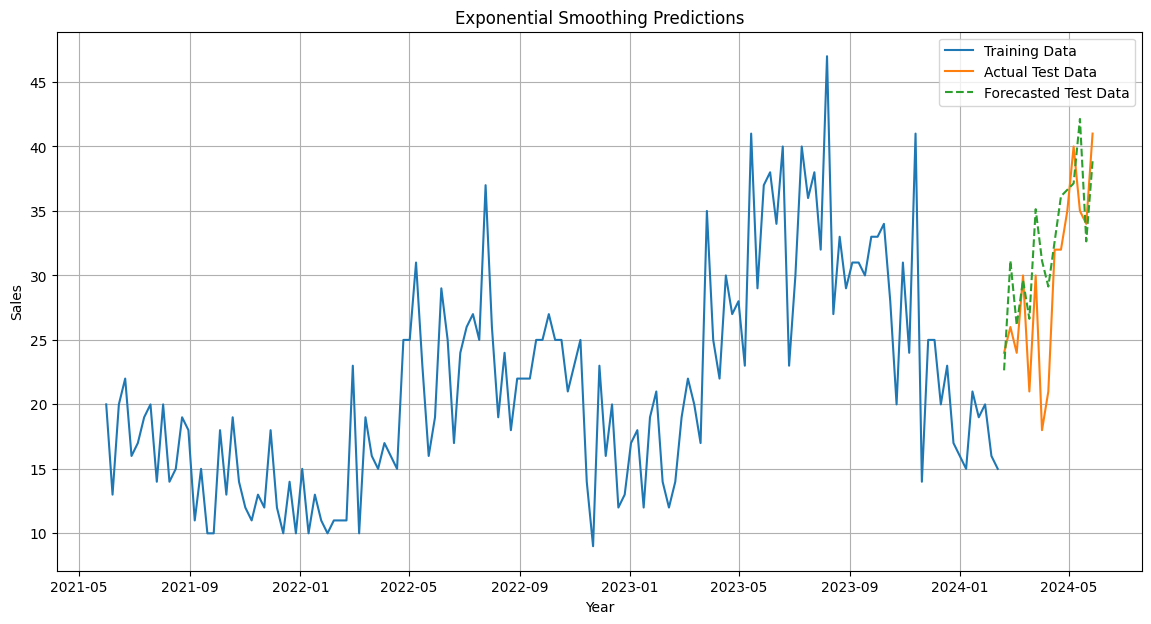 Exponential Smoothing Predictions
Training Data
Actual Test Data
Forecasted Test Data
Sales
45
40
35
30
25
20
15
10
2021-05 2021-09 2022-01 2022-05 2022-09 2023-01 2023-05 2023-09 2024-01 2024-05
Year